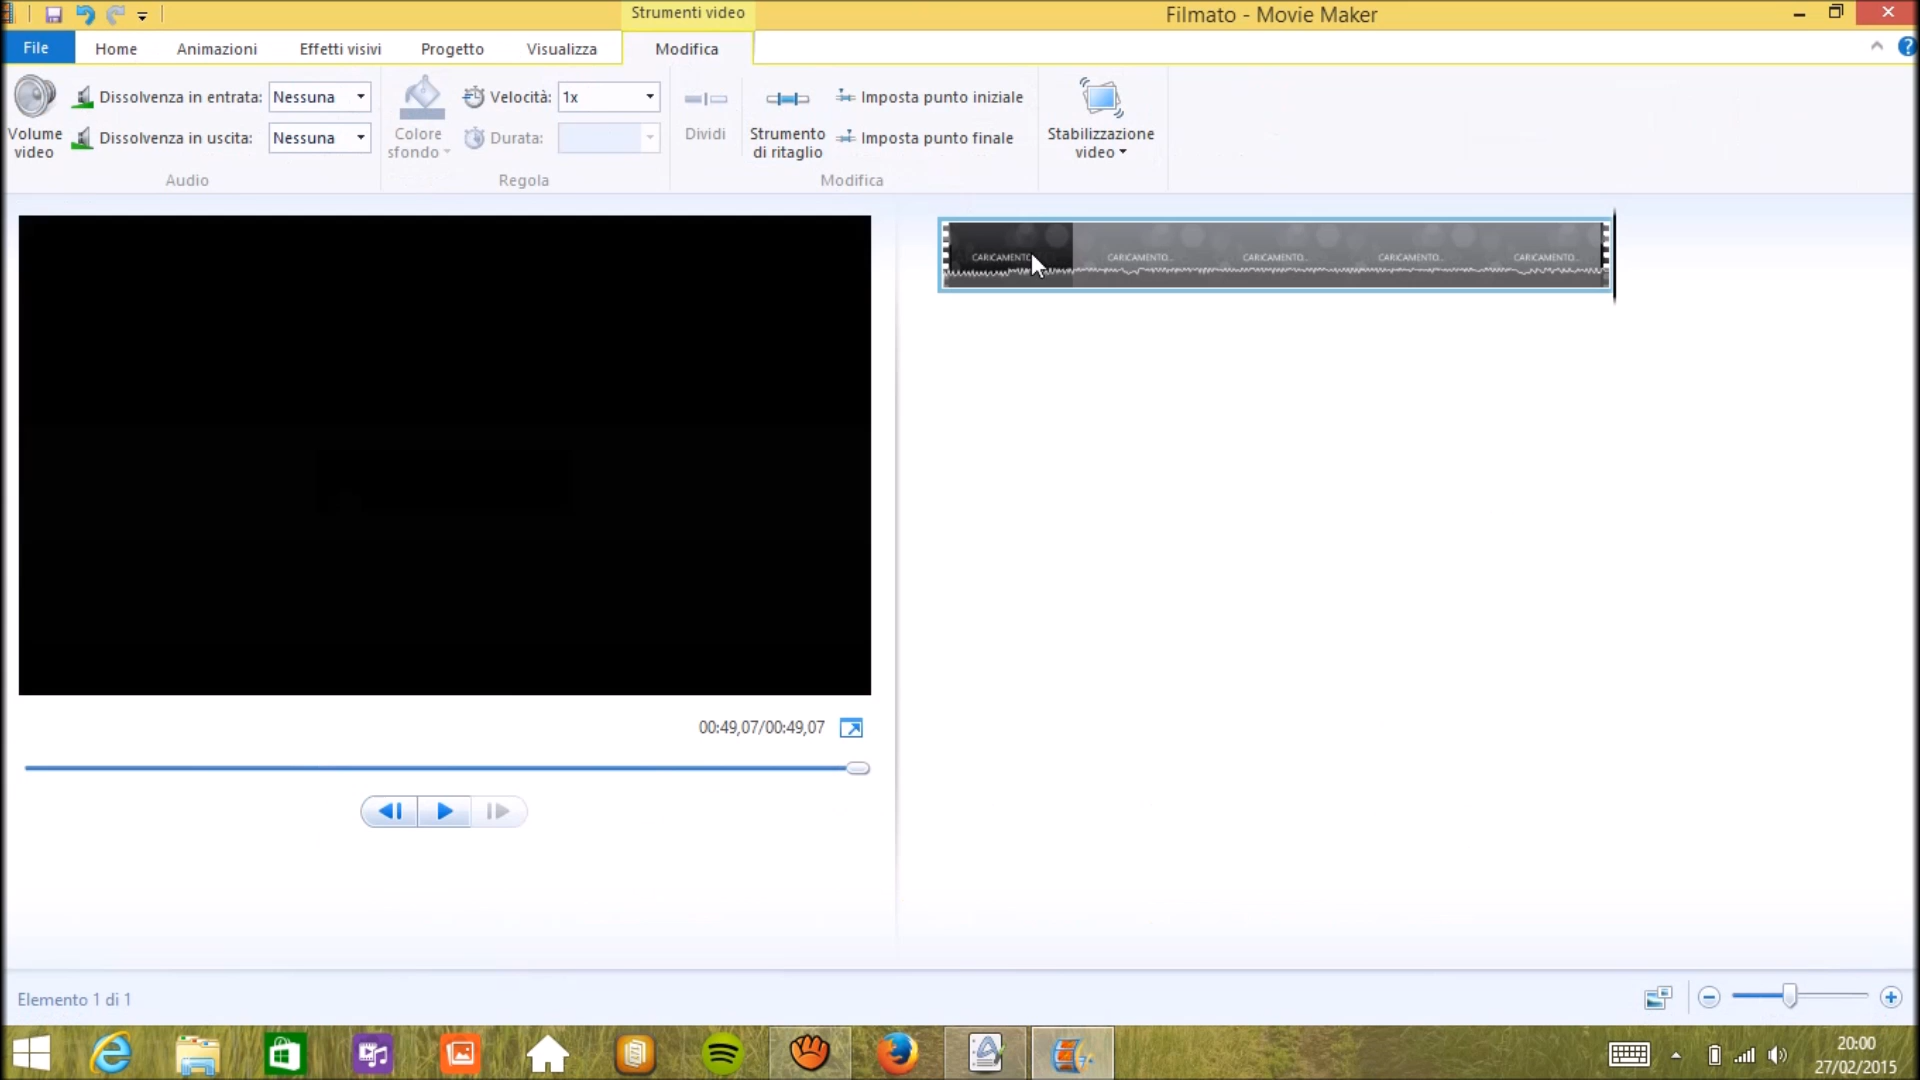 Strumenti video
Filmato - Movie Maker
File
Home
Animazioni
Effetti visivi
Progetto
Visualizza
Modifica
Volume
video
Dissolvenza in entrata:
Nessuna
Dissolvenza in uscita:
Nessuna
Audio
Colore
sfondo
Velocità:
1x
Durata:
Regola
Dividi
Strumento
di ritaglio
Imposta punto iniziale
Imposta punto finale
Modifica
Stabilizzazione
video
CARICAMENTO
CARICAMENTO...
CARICAMENTO...
CARICAMENTO...
CARICAMENTO...
00:49,07/00:49,07
Elemento 1 di 1
20:00
27/02/2015